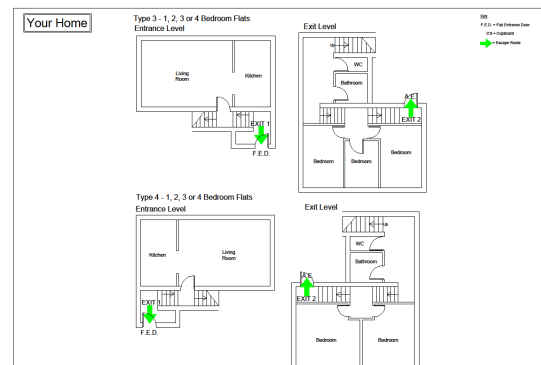 Your Home
Type 3 - 1, 2, 3 or 4 Bedroom Flats
Entrance Level
Exit Level
Key
F.E.D. = Flat Entrance Door
C'd = Cupboard
= Escape Route
Living
Room
Kitchen
EXIT 1
F.E.D.
up
WC
Bathroom
A.E.
EXIT 2
Bedroom
Bedroom
Bedroom
Type 4 - 1, 2, 3 or 4 Bedroom Flats
Entrance Level
Exit Level
Kitchen
Living
Room
EXIT 1
F.E.D.
up
WC
Bathroom
A.E.
EXIT 2
Bedroom
Bedroom